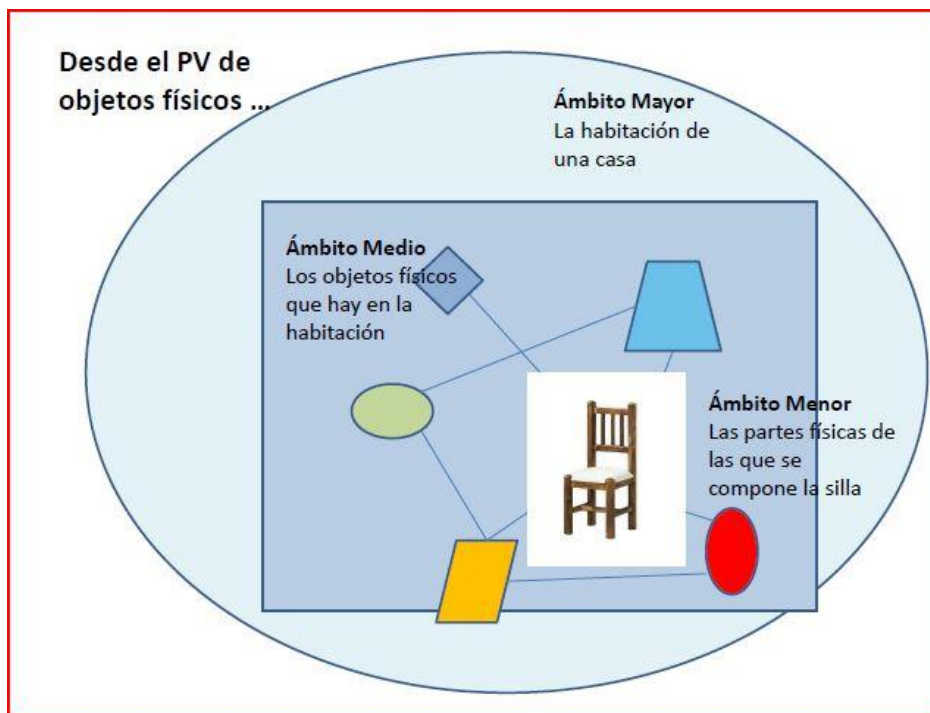 Desde el PV de
objetos físicos ...
Ámbito Mayor
La habitación de
una casa
Ámbito Medio
Los objetos físicos
que hay en la
habitación
Ámbito Menor
Las partes físicas de
las que se
compone la silla